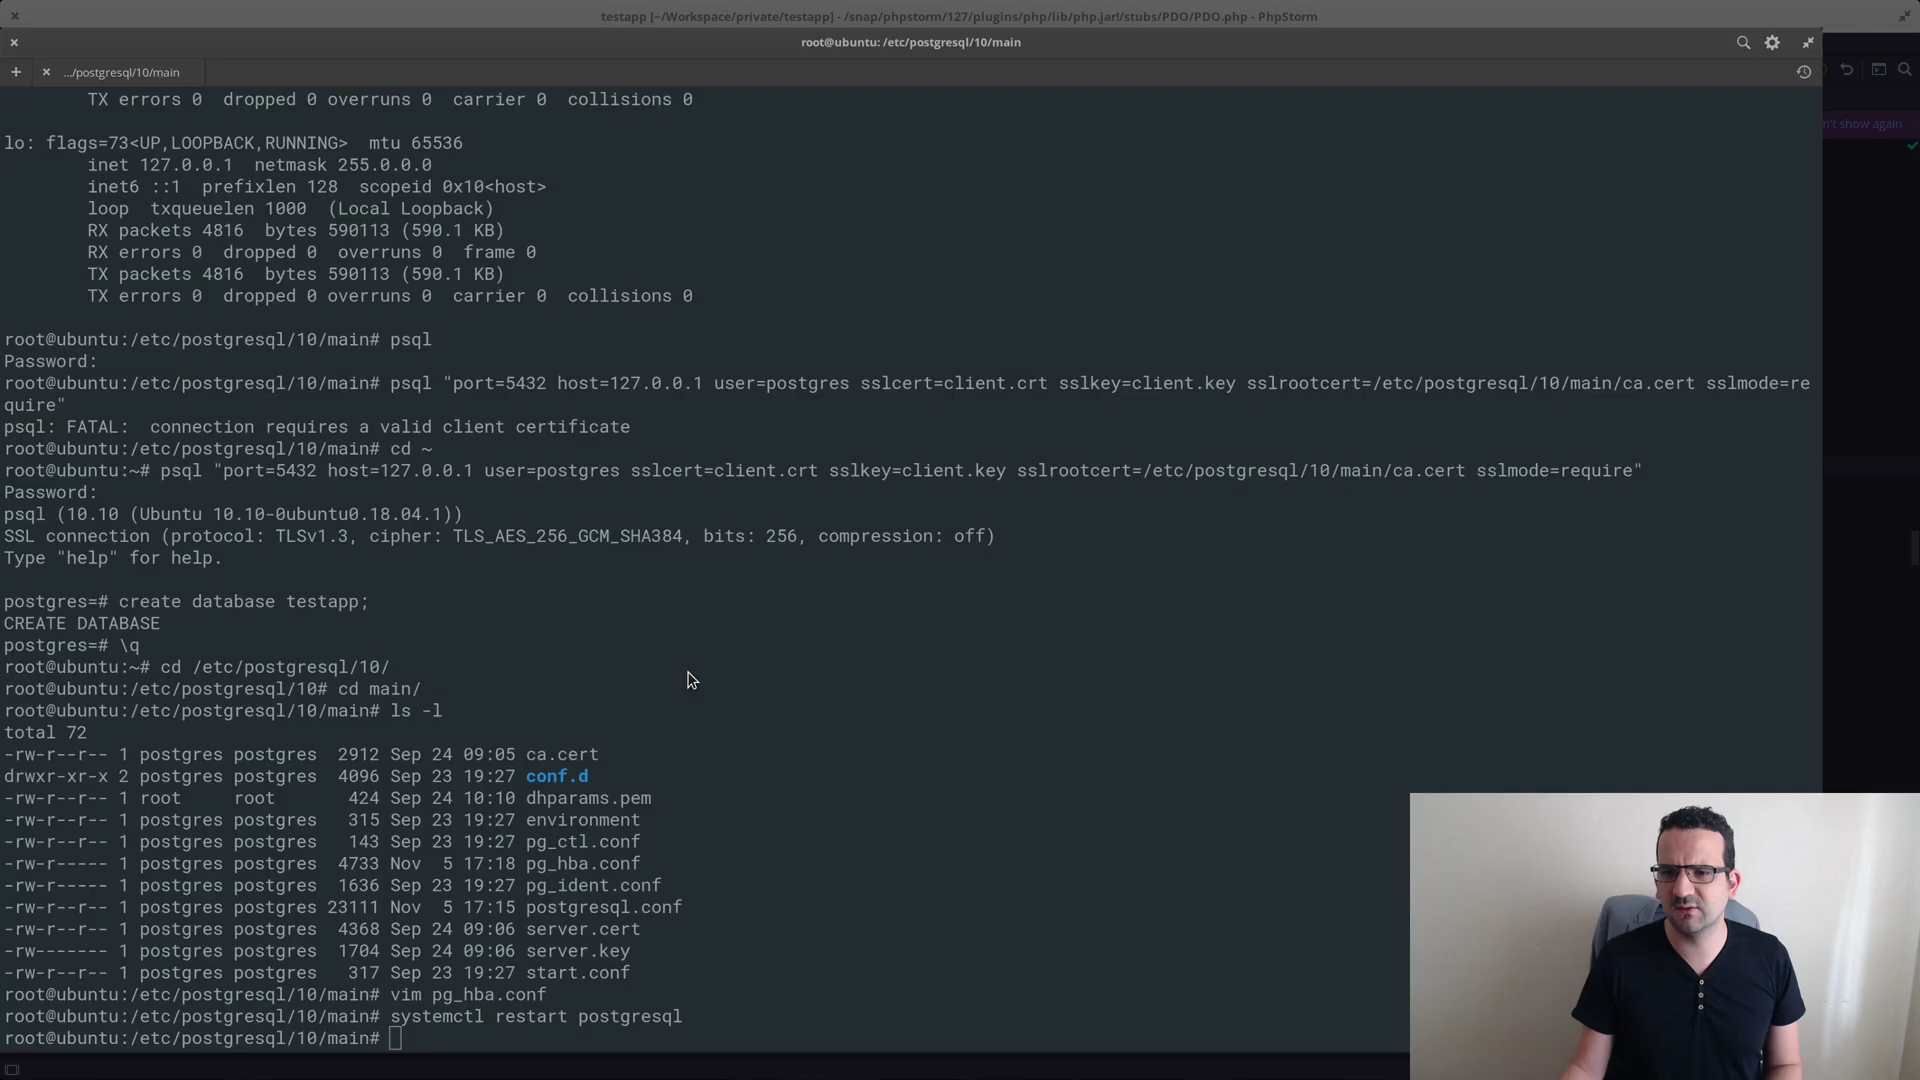 testapp [~/Workspace/private/testapp] - /snap/phpstorm/127/plugins/php/lib/php.jar!/stubs/PDO/PDO.php - PhpStorm
root@ubuntu: /etc/postgresql/10/main
.../postgresql/10/main
n't show again
TX errors 0  dropped 0 overruns 0  carrier 0  collisions 0
lo: flags=73<UP,LOOPBACK,RUNNING>  mtu 65536
inet 127.0.0.1  netmask 255.0.0.0
inet6 ::1  prefixlen 128  scopeid 0x10<host>
loop  txqueuelen 1000  (Local Loopback)
RX packets 4816  bytes 590113 (590.1 KB)
RX errors 0  dropped 0  overruns 0  frame 0
TX packets 4816  bytes 590113 (590.1 KB)
TX errors 0  dropped 0 overruns 0  carrier 0  collisions 0
root@ubuntu:/etc/postgresql/10/main# psql
Password:
root@ubuntu:/etc/postgresql/10/main# psql "port=5432 host=127.0.0.1 user=postgres sslcert=client.crt sslkey=client.key sslrootcert=/etc/postgresql/10/main/ca.cert sslmode=re
quire"
psql: FATAL:  connection requires a valid client certificate
root@ubuntu:/etc/postgresql/10/main# cd ~
root@ubuntu:~# psql "port=5432 host=127.0.0.1 user=postgres sslcert=client.crt sslkey=client.key sslrootcert=/etc/postgresql/10/main/ca.cert sslmode=require"
Password:
psql (10.10 (Ubuntu 10.10-0ubuntu0.18.04.1))
SSL connection (protocol: TLSv1.3, cipher: TLS_AES_256_GCM_SHA384, bits: 256, compression: off)
Type "help" for help.
postgres=# create database testapp;
CREATE DATABASE
postgres=# \q
root@ubuntu:~# cd /etc/postgresql/10/
root@ubuntu:/etc/postgresql/10# cd main/
root@ubuntu:/etc/postgresql/10/main# ls -l
total 72
-rw-r--r-- 1 postgres postgres  2912 Sep 24 09:05 ca.cert
drwxr-xr-x 2 postgres postgres  4096 Sep 23 19:27 conf.d
-rw-r--r-- 1 root     root       424 Sep 24 10:10 dhparams.pem
-rw-r--r-- 1 postgres postgres   315 Sep 23 19:27 environment
-rw-r--r-- 1 postgres postgres   143 Sep 23 19:27 pg_ctl.conf
-rw-r----- 1 postgres postgres  4733 Nov  5 17:18 pg_hba.conf
-rw-r----- 1 postgres postgres  1636 Sep 23 19:27 pg_ident.conf
-rw-r--r-- 1 postgres postgres 23111 Nov  5 17:15 postgresql.conf
-rw-r--r-- 1 postgres postgres  4368 Sep 24 09:06 server.cert
-rw------- 1 postgres postgres  1704 Sep 24 09:06 server.key
-rw-r--r-- 1 postgres postgres   317 Sep 23 19:27 start.conf
root@ubuntu:/etc/postgresql/10/main# vim pg_hba.conf
root@ubuntu:/etc/postgresql/10/main# systemctl restart postgresql
root@ubuntu:/etc/postgresql/10/main#